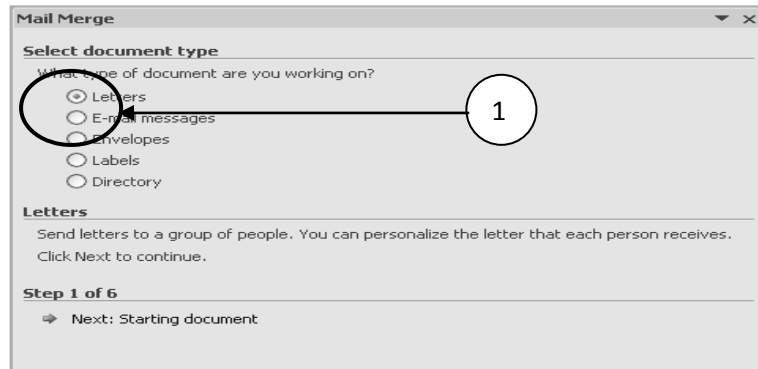 Mail Merge
Select document type
What type of document are you working on?
Letters
E-mail messages
Envelopes
Labels
Directory
1
Letters
Send letters to a group of people. You can personalize the letter that each person receives.
Click Next to continue.
Step 1 of 6
Next: Starting document